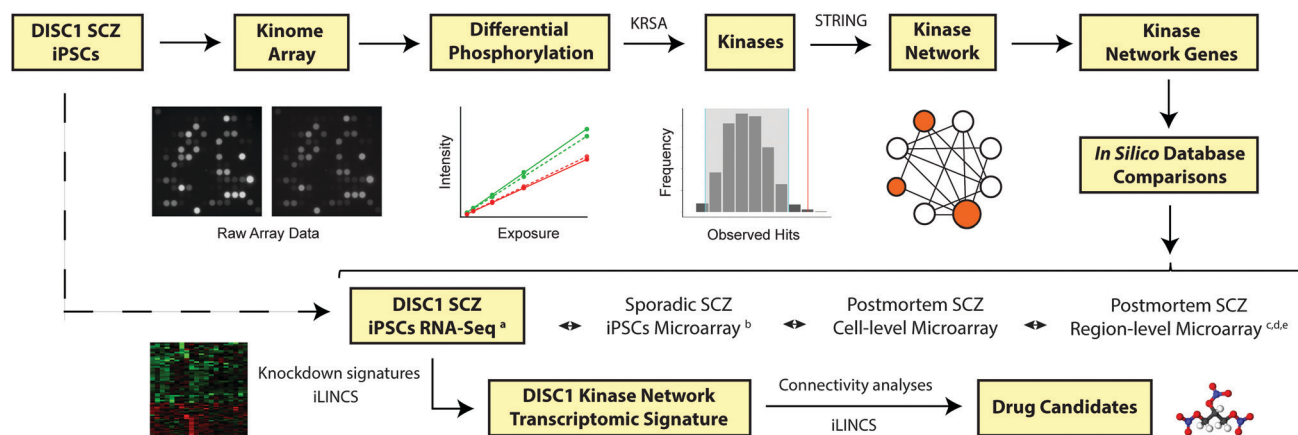 DISC1 SCZ
iPSCs
Kinome
Array
Differential
Phosphorylation
KRSA
Kinases
STRING
Kinase
Network
Kinase
Network Genes
Raw Array Data
Intensity
Exposure
Frequency
Observed Hits
In Silico Database
Comparisons
DISC1 SCZ
iPSCs RNA-Seq a
Sporadic SCZ
iPSCs Microarray b
Postmortem SCZ
Cell-level Microarray
Postmortem SCZ
Region-level Microarray c,d,e
Knockdown signatures
iLINCS
DISC1 Kinase Network
Transcriptomic Signature
Connectivity analyses
iLINCS
Drug Candidates